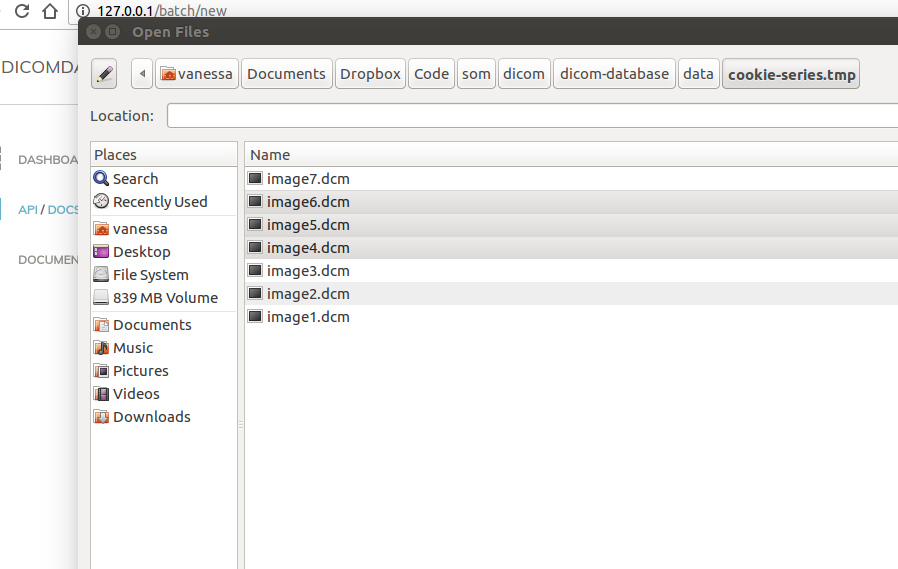 127.0.0.1/batch/new
Open Files
DICOMDA
vanessa Documents Dropbox Code som dicom dicom-database data cookie-series.tmp
Location:
Places
Search
Recently Used
vanessa
Desktop
File System
839 MB Volume
Documents
Music
Pictures
Videos
Downloads
Name
image7.dcm
image6.dcm
image5.dcm
image4.dcm
image3.dcm
image2.dcm
image1.dcm
DASHBOA
API / DOCS
DOCUMEN